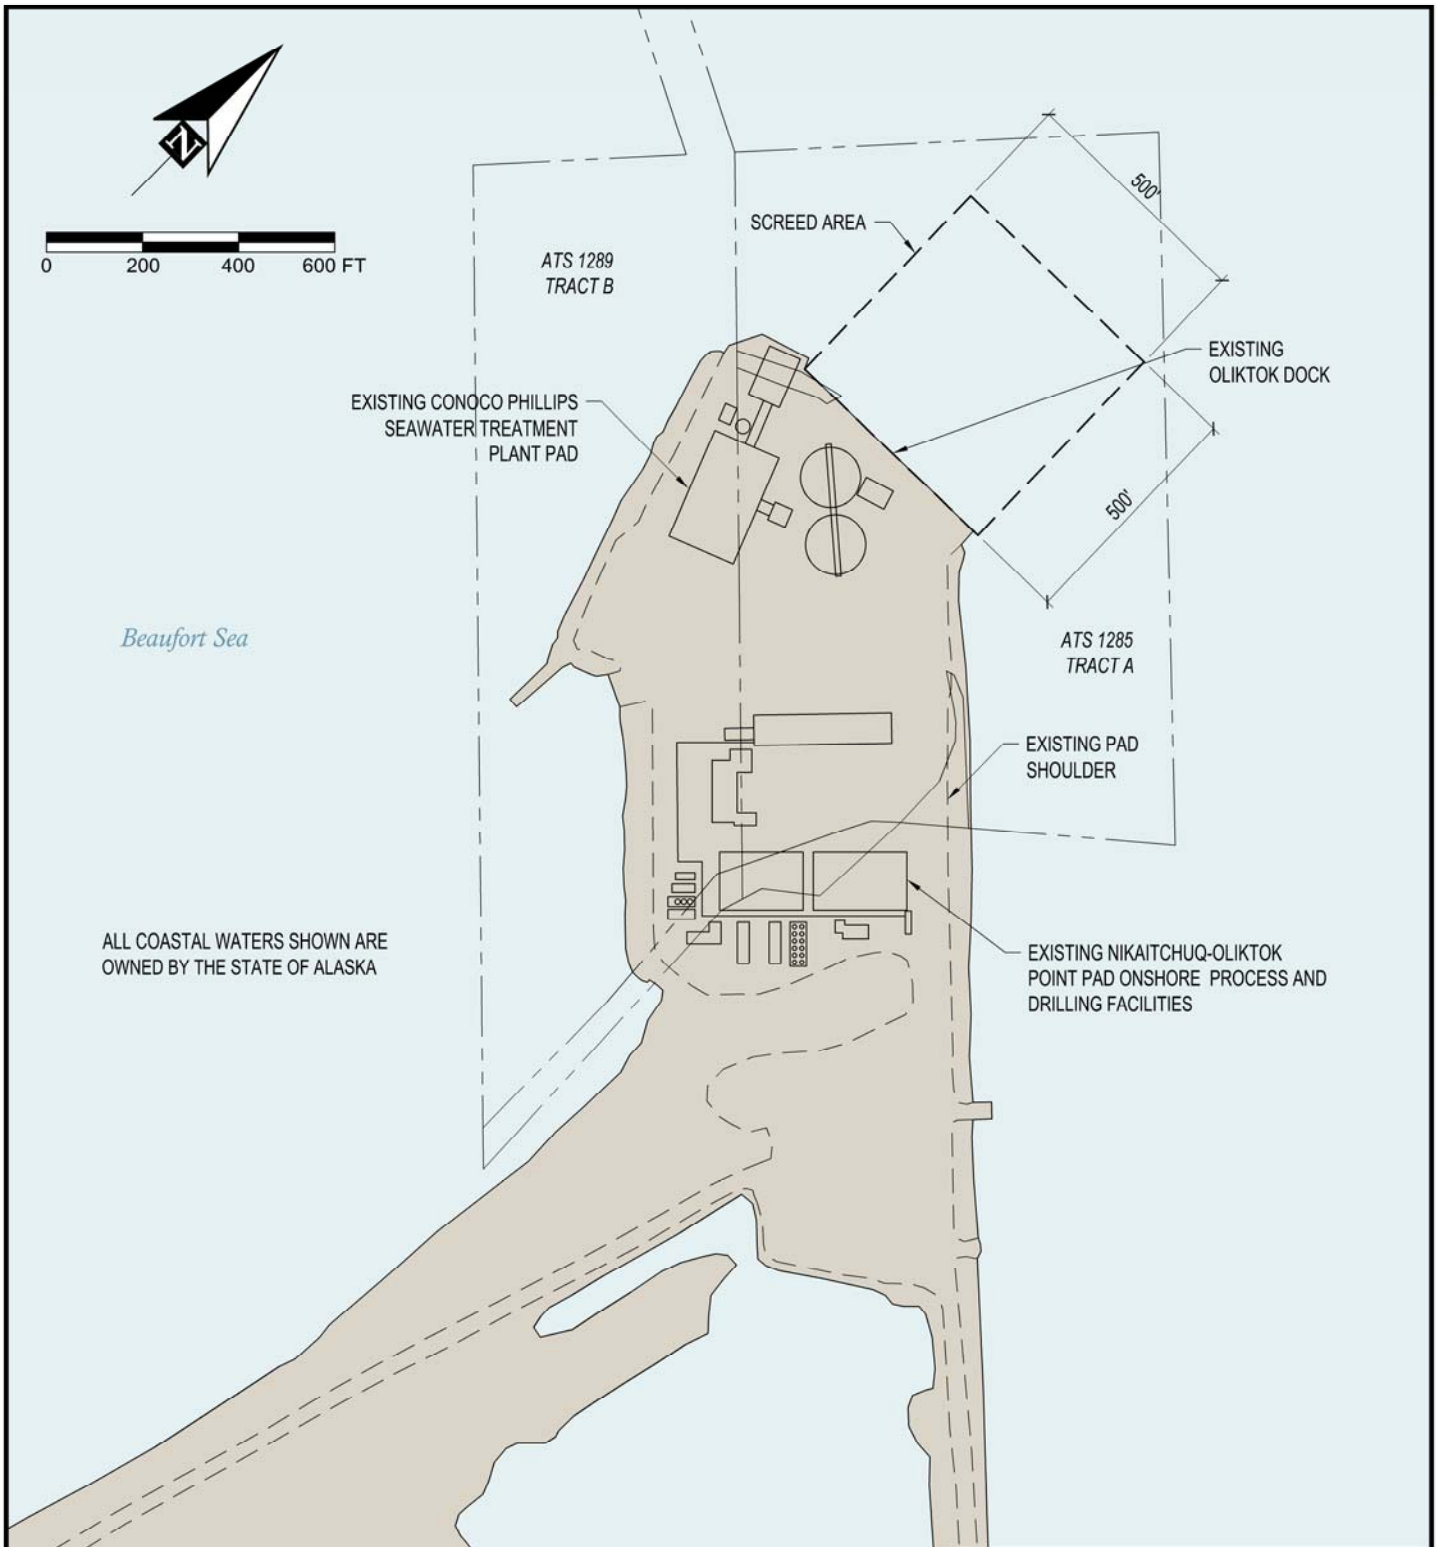 N
0 200 400 600 FT
SCREED AREA
500'
ATS 1289
TRACT B
EXISTING
OLIKTOK DOCK
EXISTING CONOCO PHILLIPS
SEAWATER TREATMENT
PLANT PAD
500'
Beaufort Sea
ATS 1285
TRACT A
EXISTING PAD
SHOULDER
ALL COASTAL WATERS SHOWN ARE
OWNED BY THE STATE OF ALASKA
EXISTING NIKAITCHUQ-OLIKTOK
POINT PAD ONSHORE PROCESS AND
DRILLING FACILITIES